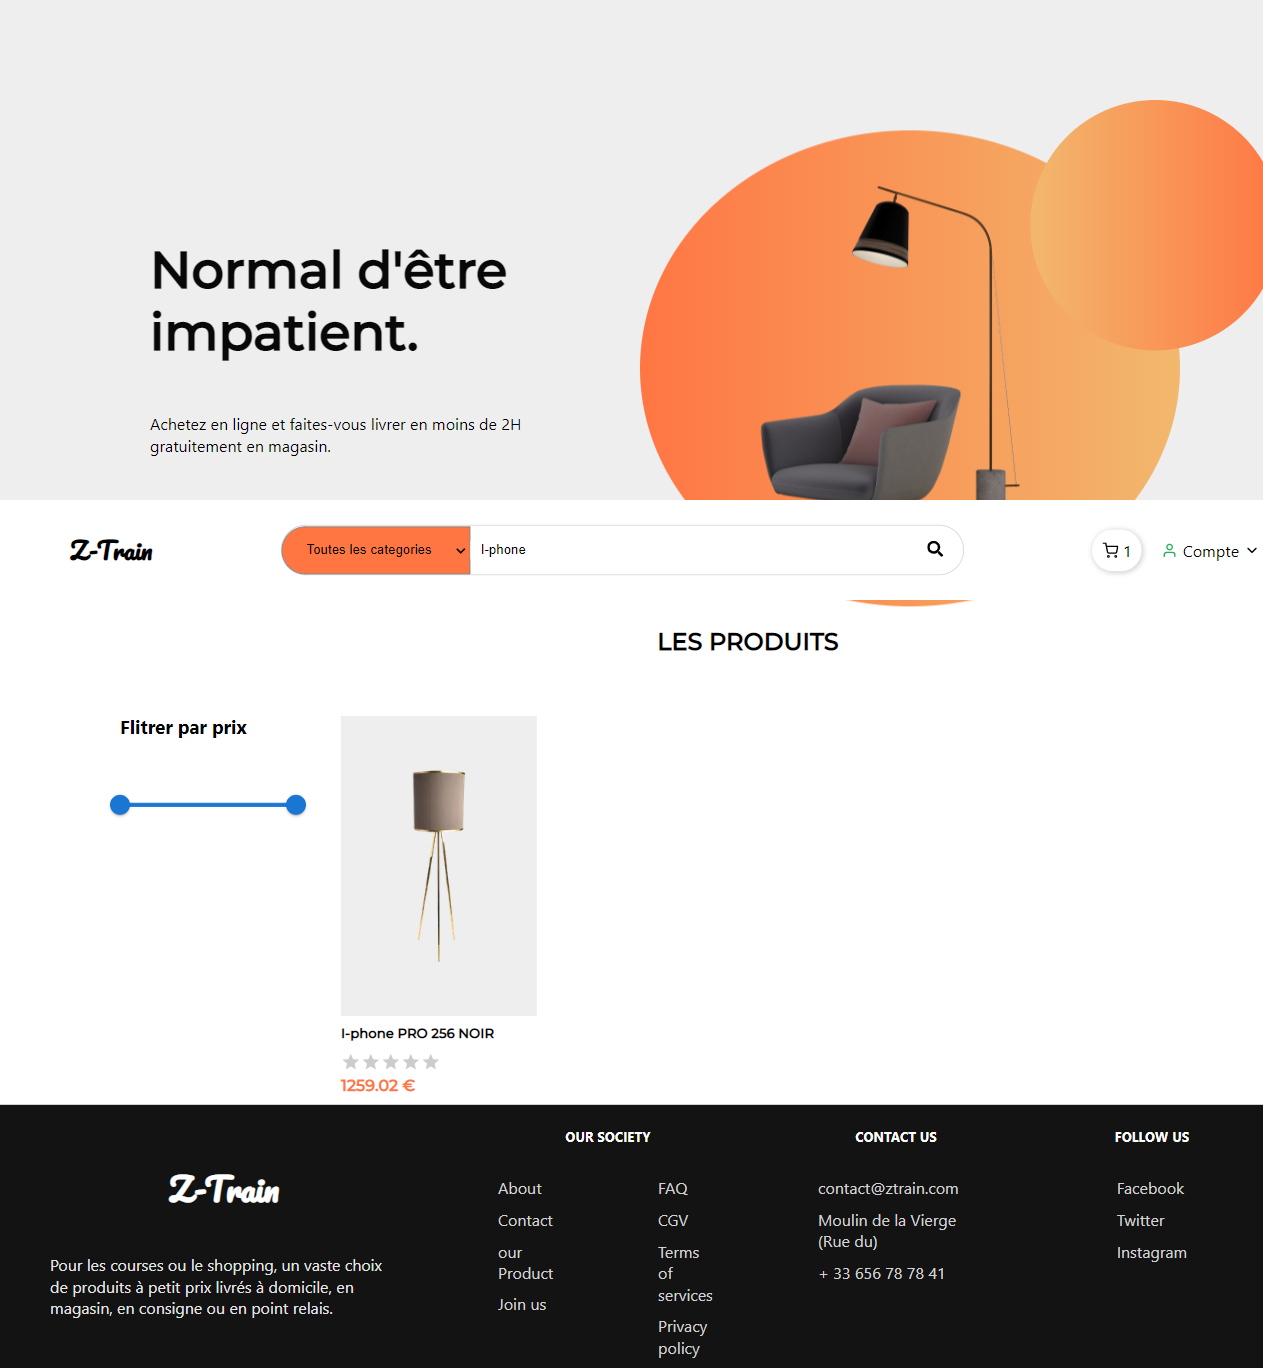 Normal d'être
impatient.
Achetez en ligne et faites-vous livrer en moins de 2H
gratuitement en magasin.
Z-Train
Toutes les categories
I-phone
1
Compte
LES PRODUITS
Flitrer par prix
I-phone PRO 256 NOIR
1259.02 €
Z-Train
Pour les courses ou le shopping, un vaste choix
de produits à petit prix livrés à domicile, en
magasin, en consigne ou en point relais.
OUR SOCIETY
About
Contact
our
Product
Join us
FAQ
CGV
Terms
of
services
Privacy
policy
CONTACT US
contact@ztrain.com
Moulin de la Vierge
(Rue du)
+ 33 656 78 78 41
FOLLOW US
Facebook
Twitter
Instagram